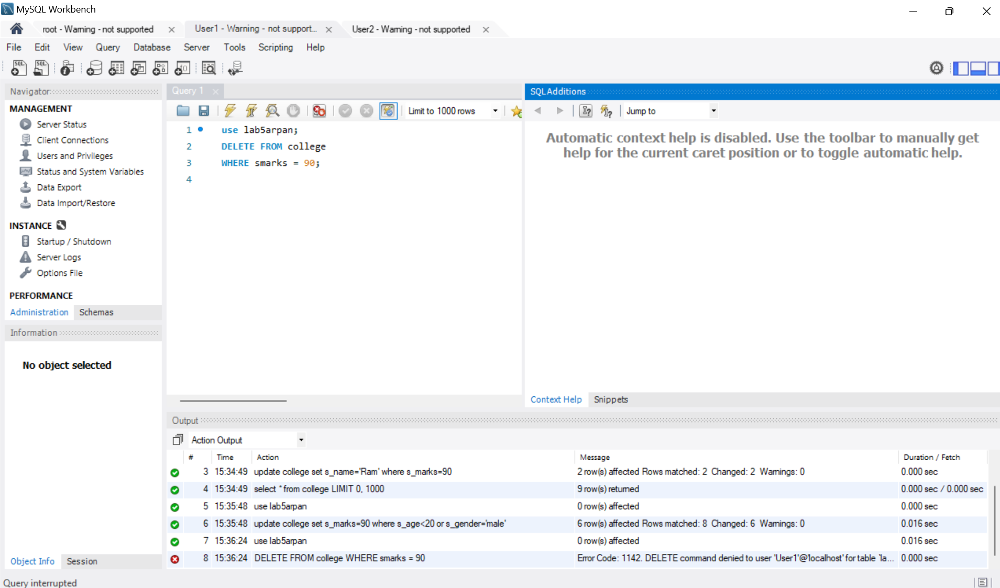 MySQL Workbench
root - Warning - not supported
User1 - Warning - not support...
User2 - Warning - not supported
File Edit View Query Database Server Tools Scripting Help
Navigator
MANAGEMENT
Server Status
Client Connections
Users and Privileges
Status and System Variables
Data Export
Data Import/Restore
INSTANCE
Startup / Shutdown
Server Logs
Options File
PERFORMANCE
Administration Schemas
Information
No object selected
Object Info Session
Query 1
Limit to 1000 rows
1 use lab5arpan;
2 DELETE FROM college
3 WHERE smarks = 90;
4
SQLAdditions
Jump to
Automatic context help is disabled. Use the toolbar to manually get
help for the current caret position or to toggle automatic help.
Context Help Snippets
Output
Action Output
# Time Action Message Duration / Fetch
3 15:34:49 update college set s_name='Ram' where s_marks=90 2 row(s) affected Rows matched: 2 Changed: 2 Warnings: 0 0.000 sec
4 15:34:49 select * from college LIMIT 0, 1000 9 row(s) returned 0.000 sec / 0.000 sec
5 15:35:48 use lab5arpan 0 row(s) affected 0.000 sec
6 15:35:48 update college set s_marks=90 where s_age<20 or s_gender='male' 6 row(s) affected Rows matched: 8 Changed: 6 Warnings: 0 0.016 sec
7 15:36:24 use lab5arpan 0 row(s) affected 0.016 sec
8 15:36:24 DELETE FROM college WHERE smarks = 90 Error Code: 1142. DELETE command denied to user 'User1'@'localhost' for table 'la... 0.000 sec
Query interrupted